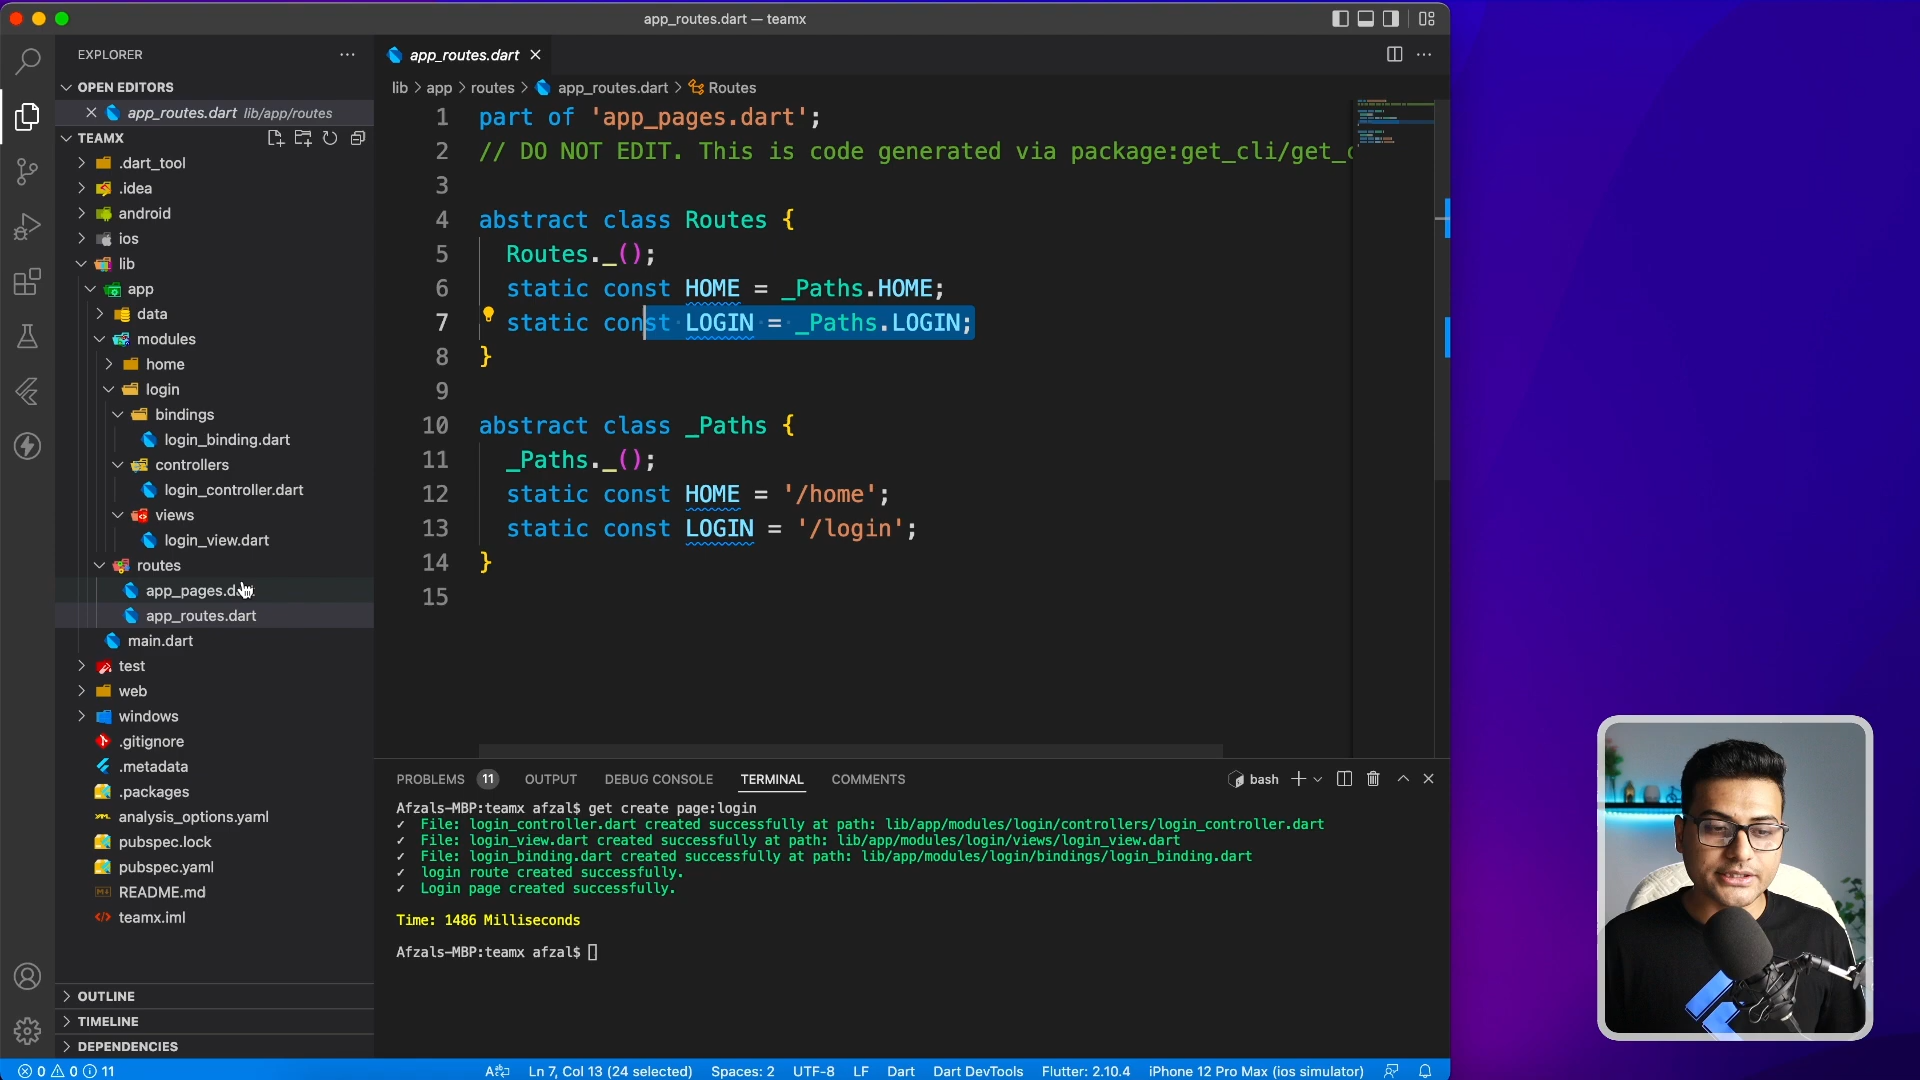 app_routes.dart — teamx
EXPLORER
OPEN EDITORS
app_routes.dart lib/app/routes
TEAMX
.dart_tool
.idea
android
ios
lib
app
data
modules
home
login
bindings
login_binding.dart
controllers
login_controller.dart
views
login_view.dart
routes
app_pages.dart
app_routes.dart
main.dart
test
web
windows
.gitignore
.metadata
.packages
analysis_options.yaml
pubspec.lock
pubspec.yaml
README.md
teamx.iml
OUTLINE
TIMELINE
DEPENDENCIES
app_routes.dart
lib > app > routes > app_routes.dart > Routes
1 part of 'app_pages.dart';
2 // DO NOT EDIT. This is code generated via package:get_cli/get_c
3
4 abstract class Routes {
5 Routes._();
6 static const HOME = _Paths.HOME;
7 static const LOGIN = _Paths.LOGIN;
8 }
9
10 abstract class _Paths {
11 _Paths._();
12 static const HOME = '/home';
13 static const LOGIN = '/login';
14 }
15
PROBLEMS 11 OUTPUT DEBUG CONSOLE TERMINAL COMMENTS bash
Afzals-MBP:teamx afzal$ get create page:login
✓ File: login_controller.dart created successfully at path: lib/app/modules/login/controllers/login_controller.dart
✓ File: login_view.dart created successfully at path: lib/app/modules/login/views/login_view.dart
✓ File: login_binding.dart created successfully at path: lib/app/modules/login/bindings/login_binding.dart
✓ login route created successfully.
✓ Login page created successfully.
Time: 1486 Milliseconds
Afzals-MBP:teamx afzal$
0 0 11 Ln 7, Col 13 (24 selected) Spaces: 2 UTF-8 LF Dart Dart DevTools Flutter: 2.10.4 iPhone 12 Pro Max (ios simulator)